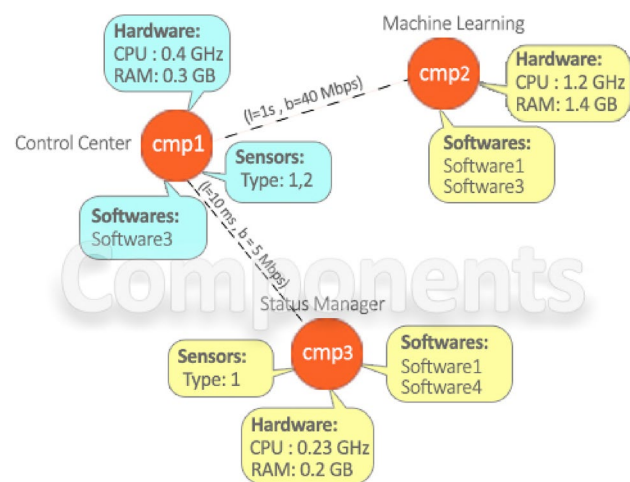 Machine Learning
Hardware:
CPU : 0.4 GHz
RAM: 0.3 GB
cmp2
Hardware:
CPU : 1.2 GHz
RAM: 1.4 GB
(l=1s , b=40 Mbps)
Control Center
cmp1
Sensors:
Type: 1,2
Softwares:
Software1
Software3
Softwares:
Software3
(l=10 ms , b = 5 Mbps)
Components
Status Manager
cmp3
Sensors:
Type: 1
Softwares:
Software1
Software4
Hardware:
CPU : 0.23 GHz
RAM: 0.2 GB